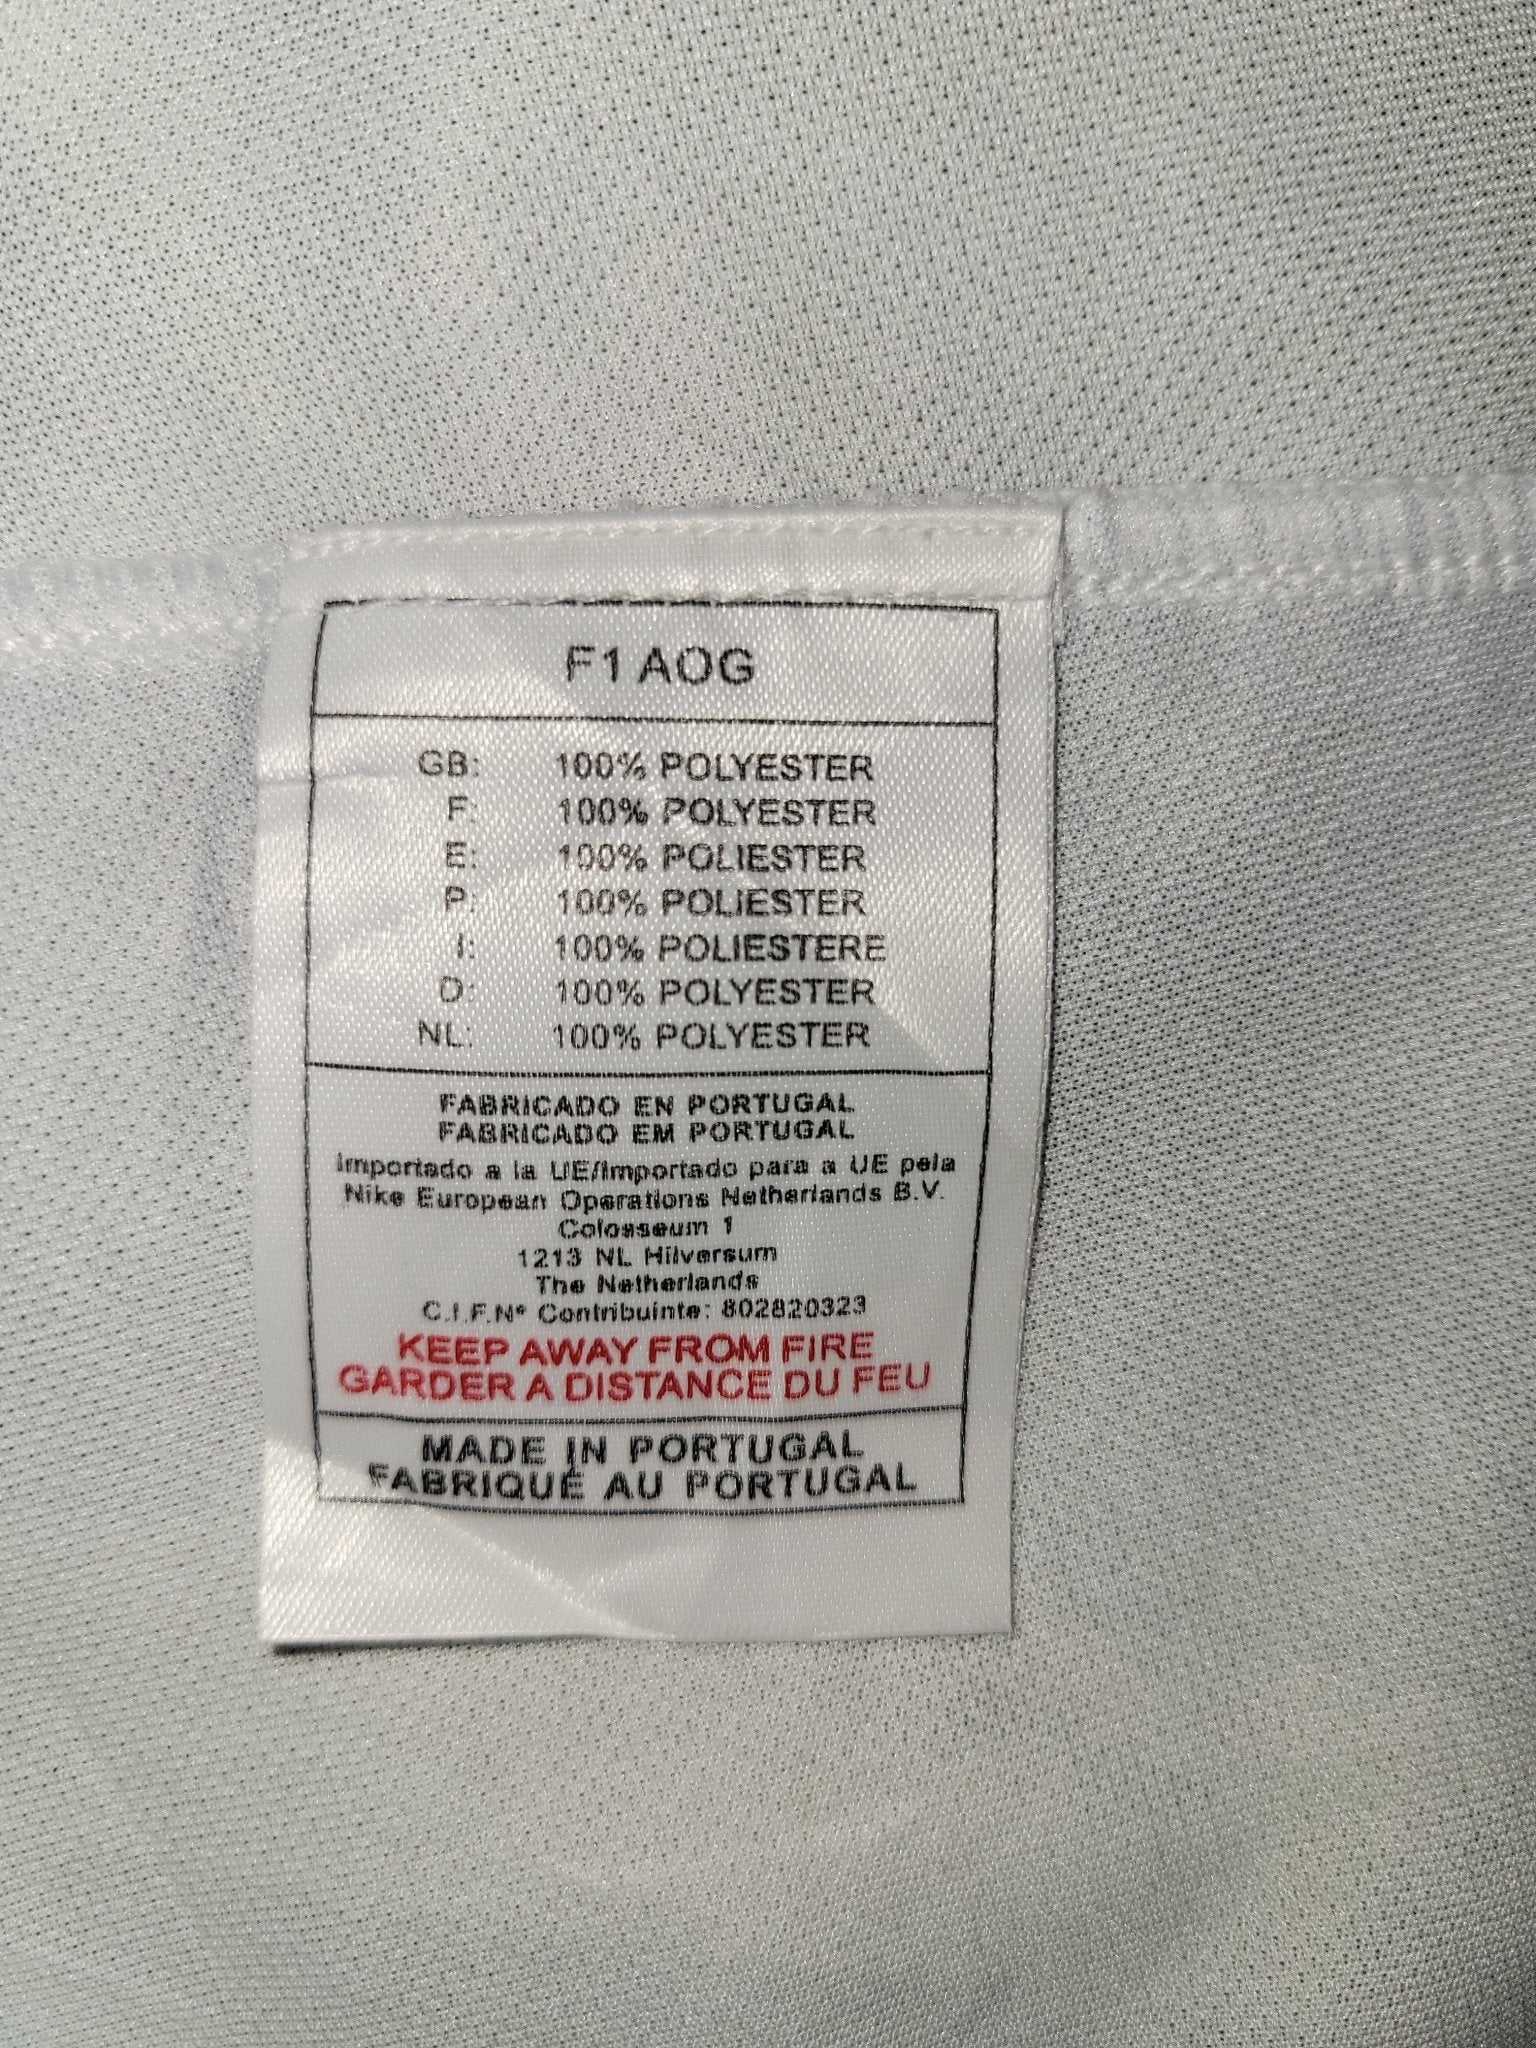 F1 AOG
GB: 100% POLYESTER
F: 100% POLYESTER
E: 100% POLIESTER
P: 100% POLIESTER
I: 100% POLIESTERE
D: 100% POLYESTER
NL: 100% POLYESTER
FABRICADO EN PORTUGAL
FABRICADO EM PORTUGAL
Importado a la UE/Importado para a UE pela
Nike European Operations Netherlands B.V.
Colosseum 1
1213 NL Hilversum
The Netherlands
C.I.F.Nº Contribuinte: 802820323
KEEP AWAY FROM FIRE
GARDER A DISTANCE DU FEU
MADE IN PORTUGAL
FABRIQUÉ AU PORTUGAL